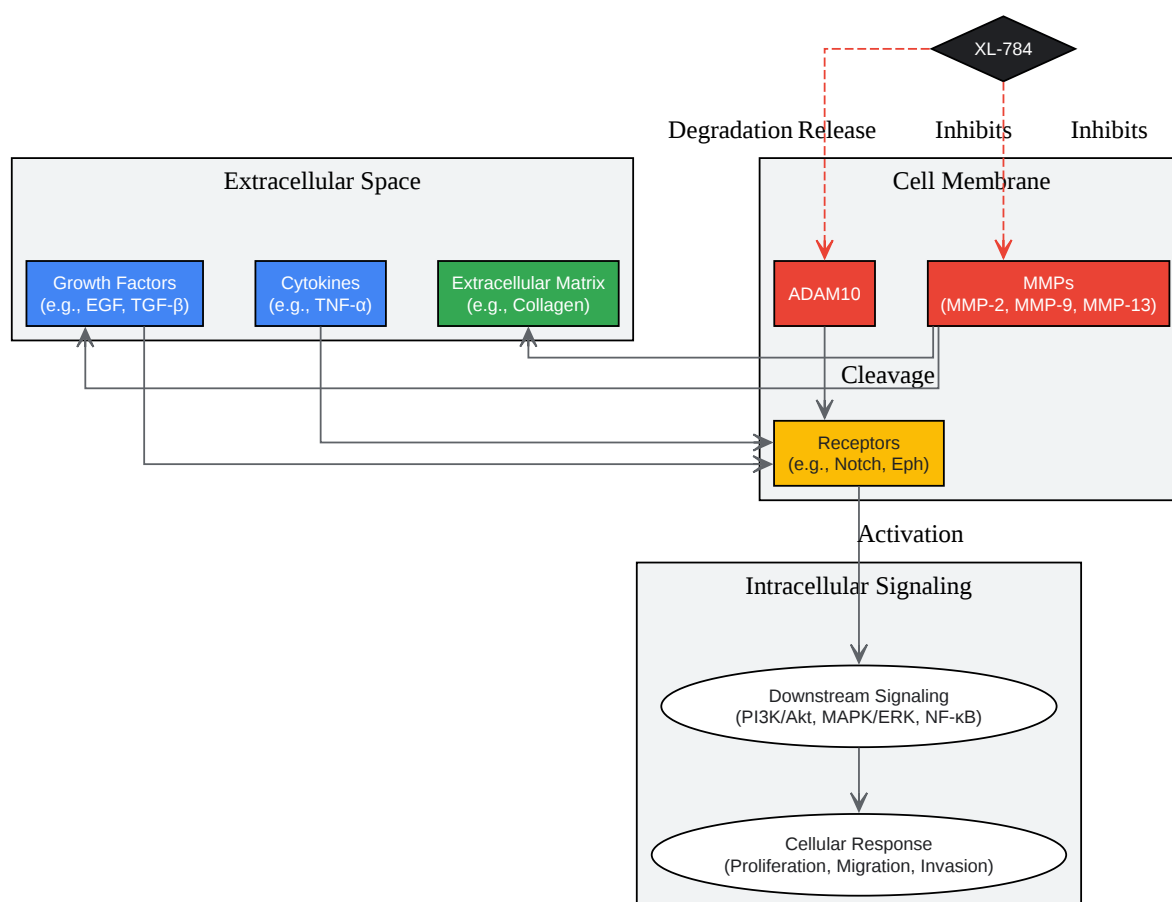 XL-784
Degradation Release Inhibits Inhibits
Extracellular Space
Cell Membrane
Growth Factors
(e.g., EGF, TGF-β)
Cytokines
(e.g., TNF-α)
Extracellular Matrix
(e.g., Collagen)
ADAM10
MMPs
(MMP-2, MMP-9, MMP-13)
Cleavage
Receptors
(e.g., Notch, Eph)
Activation
Intracellular Signaling
Downstream Signaling
(PI3K/Akt, MAPK/ERK, NF-κB)
Cellular Response
(Proliferation, Migration, Invasion)